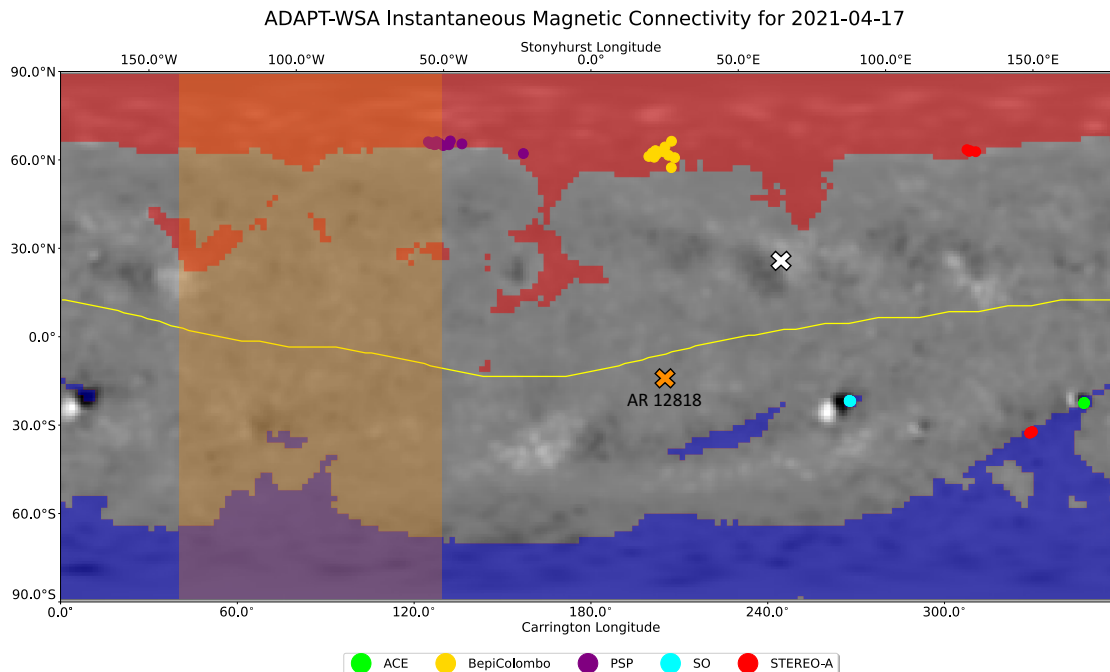 ADAPT-WSA Instantaneous Magnetic Connectivity for 2021-04-17
Stonyhurst Longitude
150.0°W 100.0°W 50.0°W 0.0° 50.0°E 100.0°E 150.0°E
90.0°N
60.0°N
30.0°N
0.0°
AR 12818
30.0°S
60.0°S
90.0°S
0.0° 60.0° 120.0° 180.0° 240.0° 300.0°
Carrington Longitude
ACE BepiColombo PSP SO STEREO-A